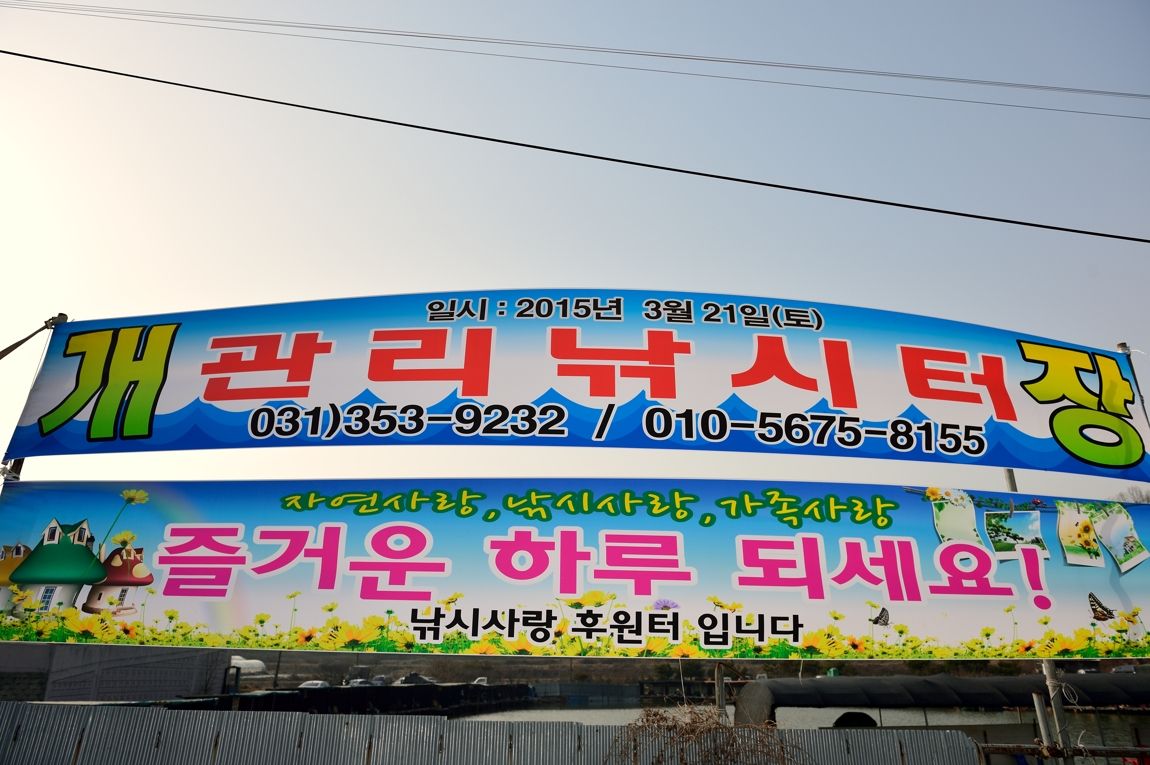 일시 : 2015년 3월 21일(토)
개 관리낚시터 장
031)353-9232 / 010-5675-8155
자연사랑, 낚시사랑, 가족사랑
즐거운 하루 되세요!
낚시사랑 후원터 입니다